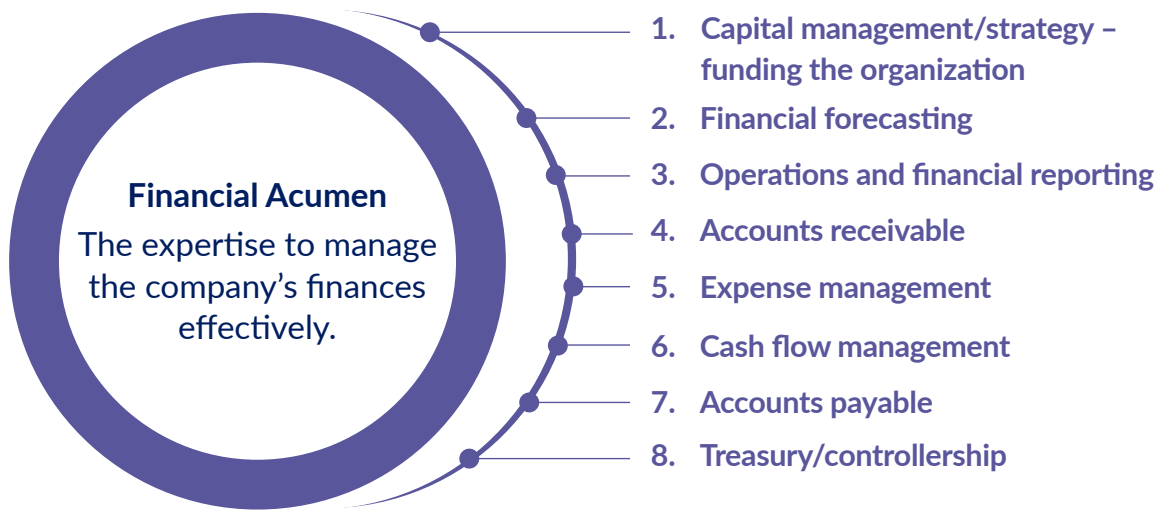 Financial Acumen
The expertise to manage
the company’s finances
effectively.
1. Capital management/strategy –
funding the organization
2. Financial forecasting
3. Operations and financial reporting
4. Accounts receivable
5. Expense management
6. Cash flow management
7. Accounts payable
8. Treasury/controllership